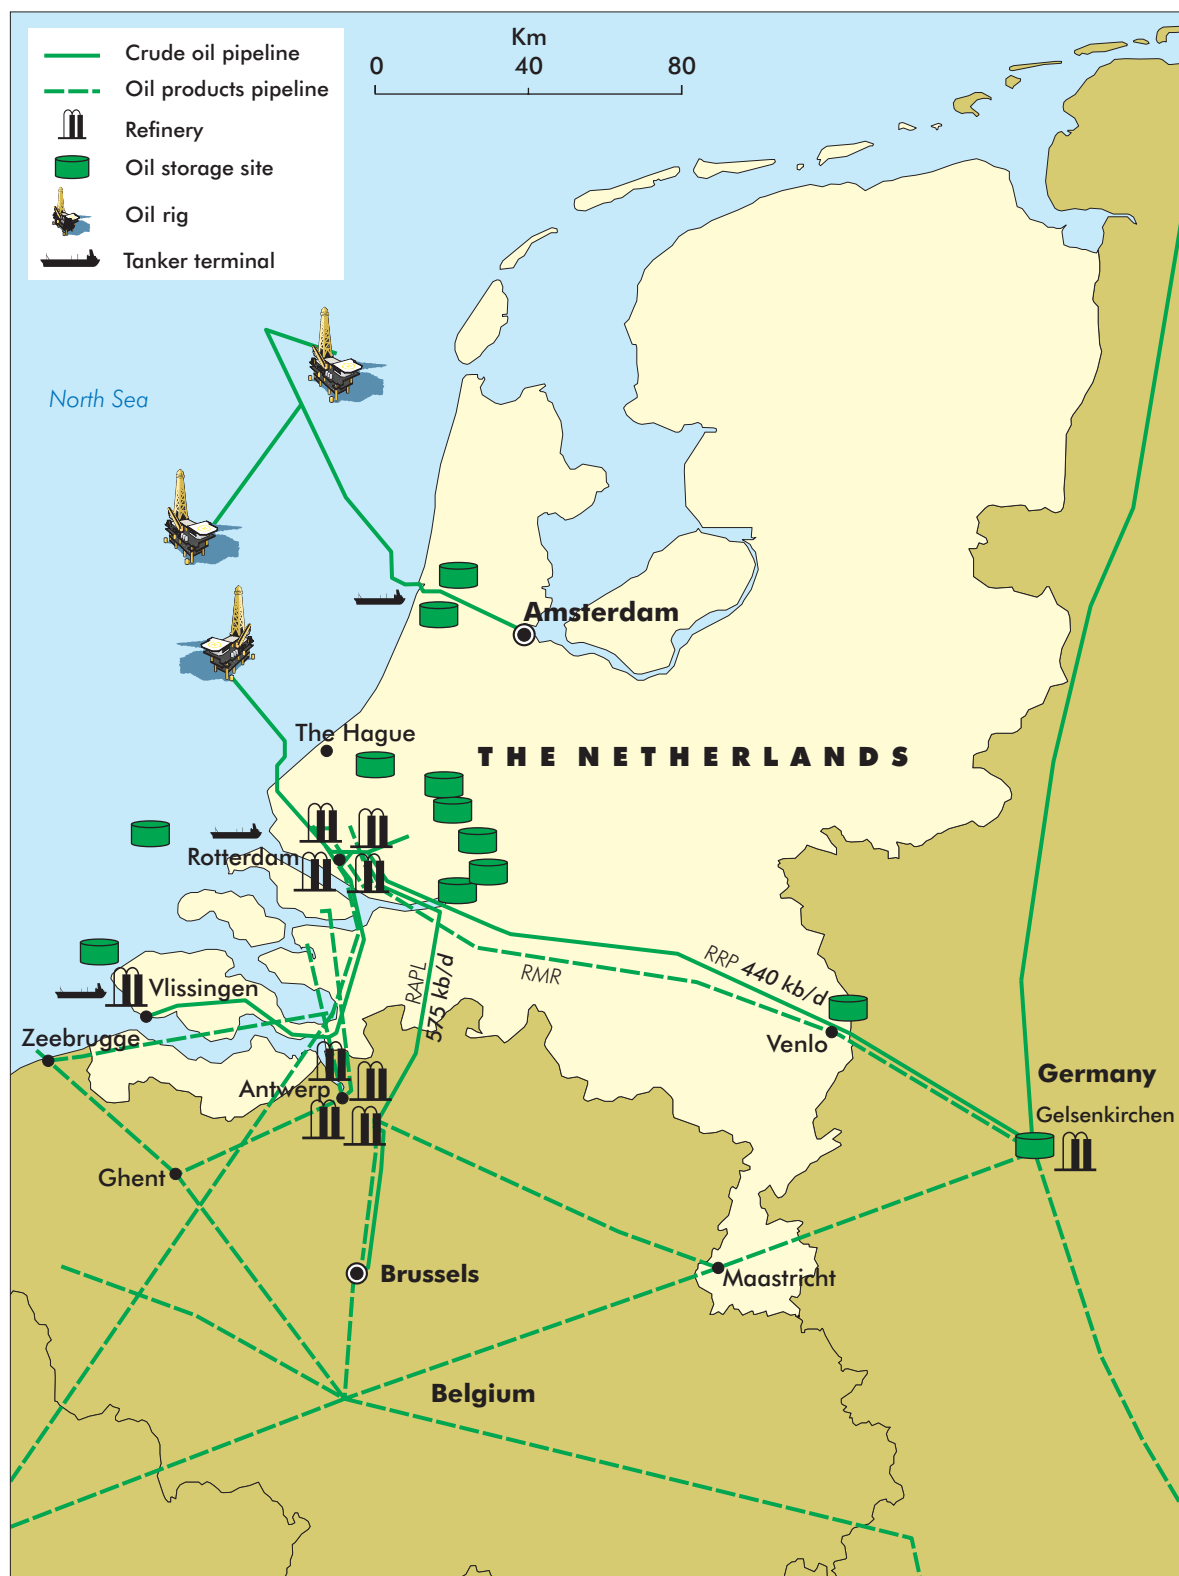 Crude oil pipeline
Oil products pipeline
Refinery
Oil storage site
Oil rig
Tanker terminal
Km
0 40 80
North Sea
Amsterdam
The Hague
THE NETHERLANDS
Rotterdam
RAPL
575 kb/d
RMR
RRP 440 kb/d
Vlissingen
Zeebrugge
Venlo
Antwerp
Germany
Gelsenkirchen
Ghent
Brussels
Maastricht
Belgium